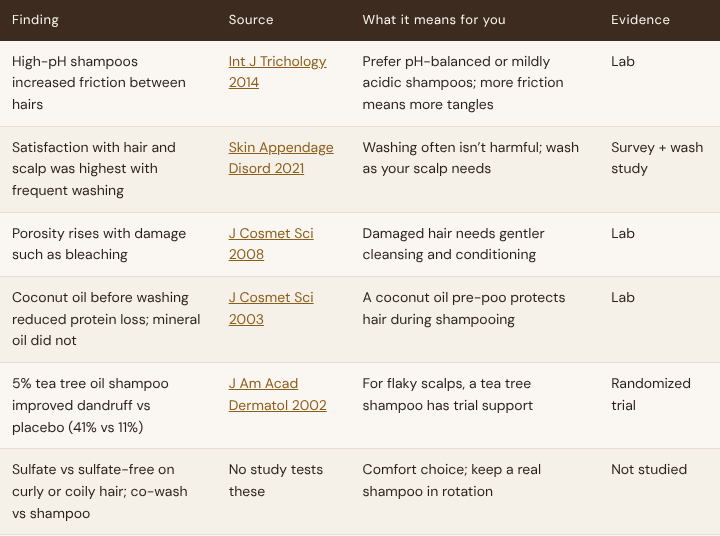 Finding Source What it means for you Evidence
High-pH shampoos Int J Trichology Prefer pH-balanced or mildly Lab
increased friction between 2014 acidic shampoos; more friction
hairs means more tangles
Satisfaction with hair and Skin Appendage Washing often isn’t harmful; wash Survey + wash
scalp was highest with Disord 2021 as your scalp needs study
frequent washing
Porosity rises with damage J Cosmet Sci Damaged hair needs gentler Lab
such as bleaching 2008 cleansing and conditioning
Coconut oil before washing J Cosmet Sci A coconut oil pre-poo protects Lab
reduced protein loss; mineral 2003 hair during shampooing
oil did not
5% tea tree oil shampoo J Am Acad For flaky scalps, a tea tree Randomized
improved dandruff vs Dermatol 2002 shampoo has trial support trial
placebo (41% vs 11%)
Sulfate vs sulfate-free on No study tests Comfort choice; keep a real Not studied
curly or coily hair; co-wash these shampoo in rotation
vs shampoo